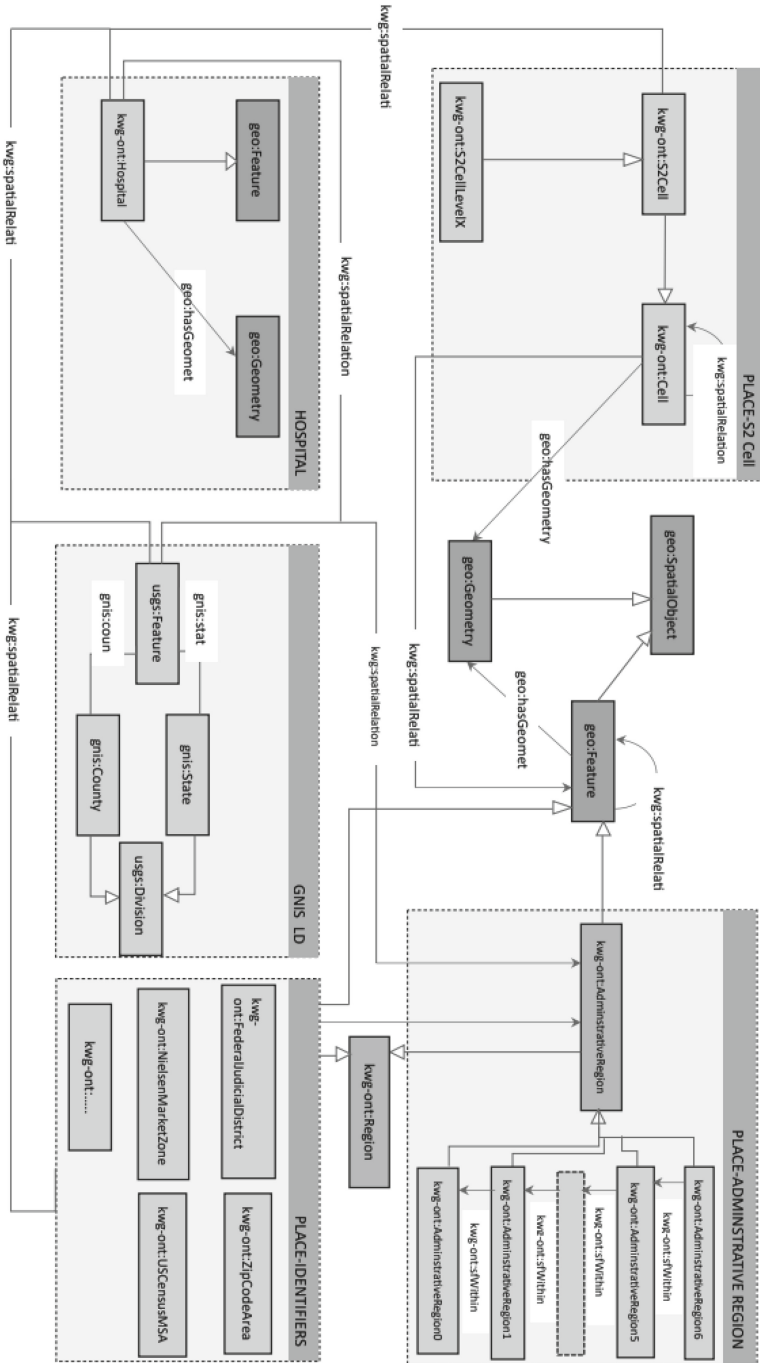 PLACE-S2 Cell
kwg:spatialRelation
kwg-ont:S2Cell
kwg-ont:Cell
kwg-ont:S2CellLevelX
kwg:spatialRelati
geo:hasGeometry
geo:SpatialObject
geo:Geometry
geo:Feature
kwg:spatialRelati
geo:hasGeomet
kwg:spatialRelati
kwg:spatialRelation
PLACE-ADMINSTRATIVE REGION
kwg-ont:AdminstrativeRegion
kwg-ont:AdminstrativeRegion6
kwg-ont:sfWithin
kwg-ont:AdminstrativeRegion5
kwg-ont:sfWithin
kwg-ont:sfWithin
kwg-ont:AdminstrativeRegion1
kwg-ont:sfWithin
kwg-ont:AdminstrativeRegion0
kwg-ont:Region
kwg:spatialRelation
HOSPITAL
geo:Feature
geo:Geometry
geo:hasGeomet
kwg-ont:Hospital
kwg:spatialRelati
GNIS LD
gnis:stat
gnis:State
usgs:Feature
usgs:Division
gnis:coun
gnis:County
kwg:spatialRelati
PLACE-IDENTIFIERS
kwg-
ont:FederalJudicialDistrict
kwg-ont:ZipCodeArea
kwg-ont:NielsenMarketZone
kwg-ont:USCensusMSA
kwg-ont:......